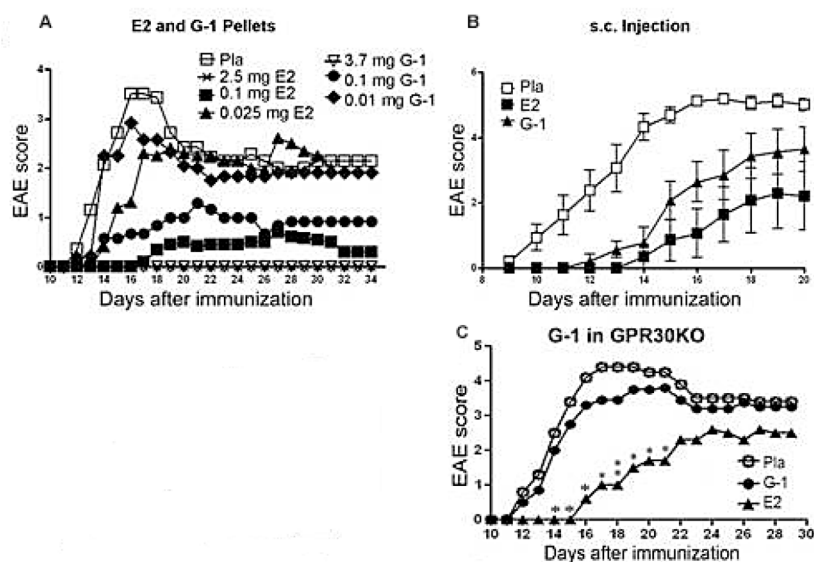 A
E2 and G-1 Pellets
Pla
2.5 mg E2
0.1 mg E2
0.025 mg E2
3.7 mg G-1
0.1 mg G-1
0.01 mg G-1
EAE score
4
3
2
1
0
10 12 14 16 18 20 22 24 26 28 30 32 34
Days after immunization
B
s.c. Injection
Pla
E2
G-1
EAE score
6
4
2
0
8 10 12 14 16 18 20
Days after immunization
C
G-1 in GPR30KO
EAE score
5
4
3
2
1
0
* * * * * * * * *
Pla
G-1
E2
10 12 14 16 18 20 22 24 26 28 30
Days after immunization